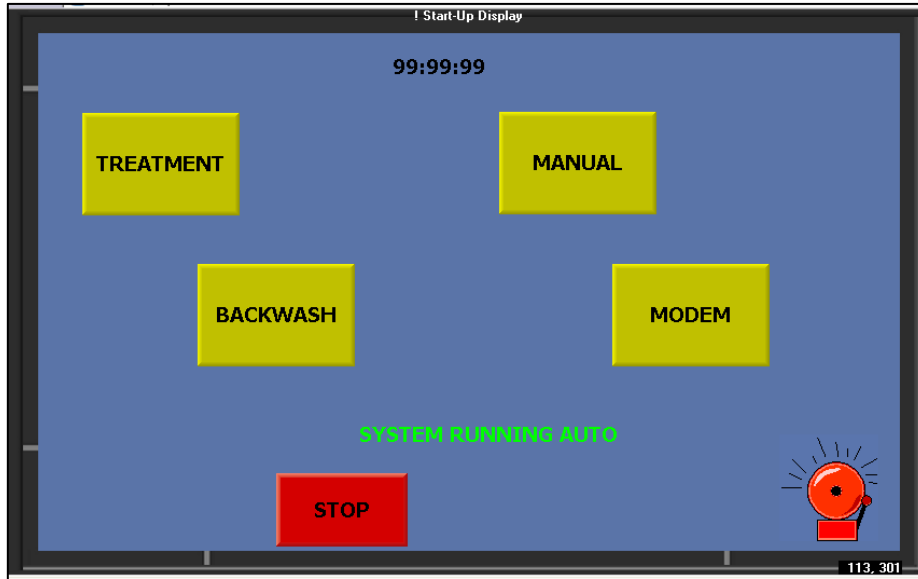 ! Start-Up Display
99:99:99
TREATMENT
MANUAL
BACKWASH
MODEM
SYSTEM RUNNING AUTO
STOP
113, 301